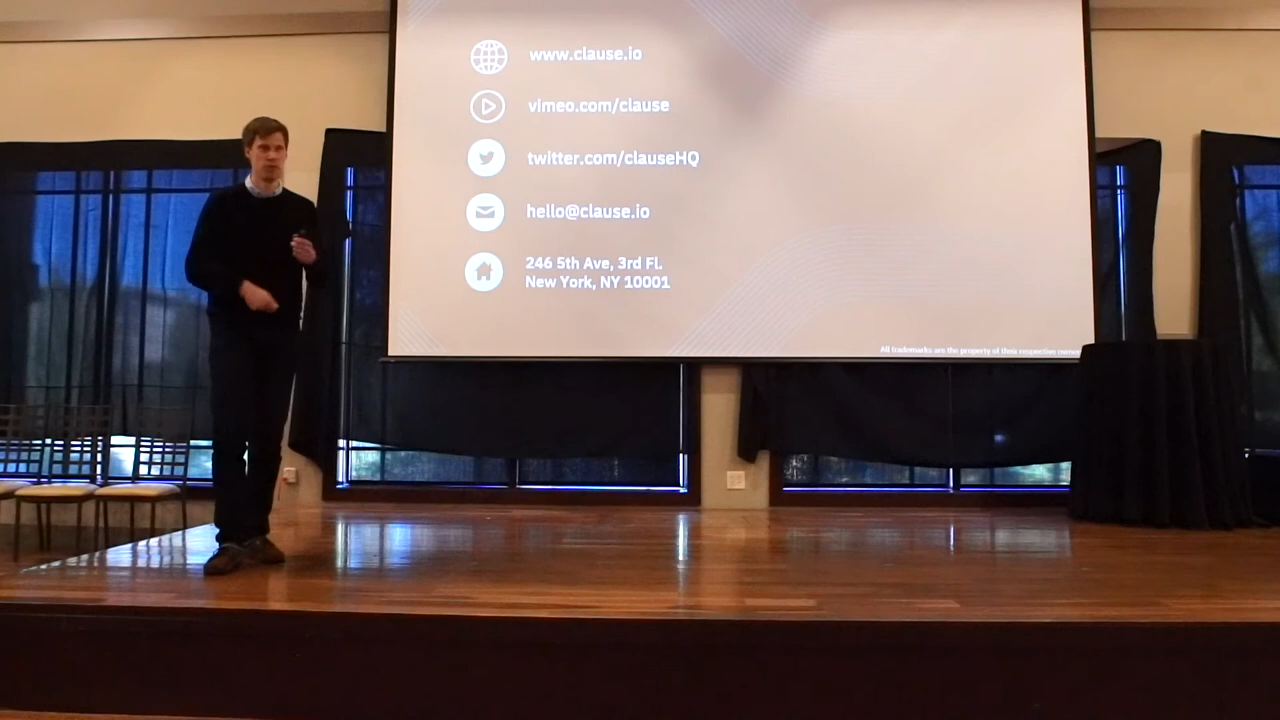 www.clause.io
vimeo.com/clause
twitter.com/clauseHQ
hello@clause.io
246 5th Ave, 3rd Fl.
New York, NY 10001
All trademarks are the property of their respective owners